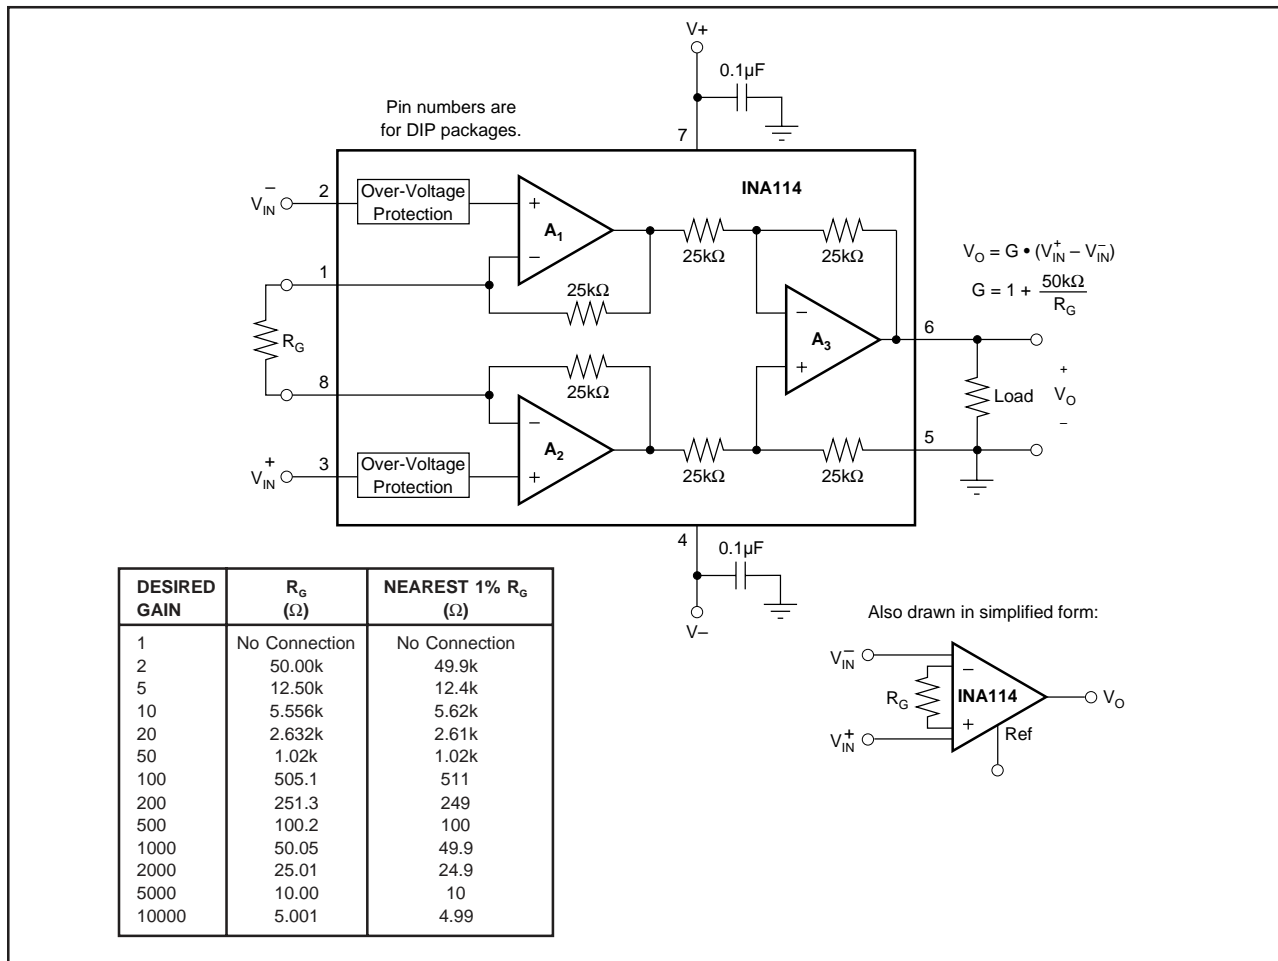 V+
0.1µF
Pin numbers are
for DIP packages.
7
INA114
V⁻IN
2
Over-Voltage
Protection
+
A₁
–
25kΩ
25kΩ
1
25kΩ
RG
–
A₃
+
6
8
25kΩ
–
A₂
+
V⁺IN
3
Over-Voltage
Protection
25kΩ
25kΩ
5
VO = G • (V⁺IN – V⁻IN)
G = 1 + 50kΩ
RG
Load
+
VO
–
4
0.1µF
V–
DESIRED GAIN | RG (Ω) | NEAREST 1% RG (Ω)
1 | No Connection | No Connection
2 | 50.00k | 49.9k
5 | 12.50k | 12.4k
10 | 5.556k | 5.62k
20 | 2.632k | 2.61k
50 | 1.02k | 1.02k
100 | 505.1 | 511
200 | 251.3 | 249
500 | 100.2 | 100
1000 | 50.05 | 49.9
2000 | 25.01 | 24.9
5000 | 10.00 | 10
10000 | 5.001 | 4.99
Also drawn in simplified form:
V⁻IN
–
RG
INA114
VO
+
V⁺IN
Ref